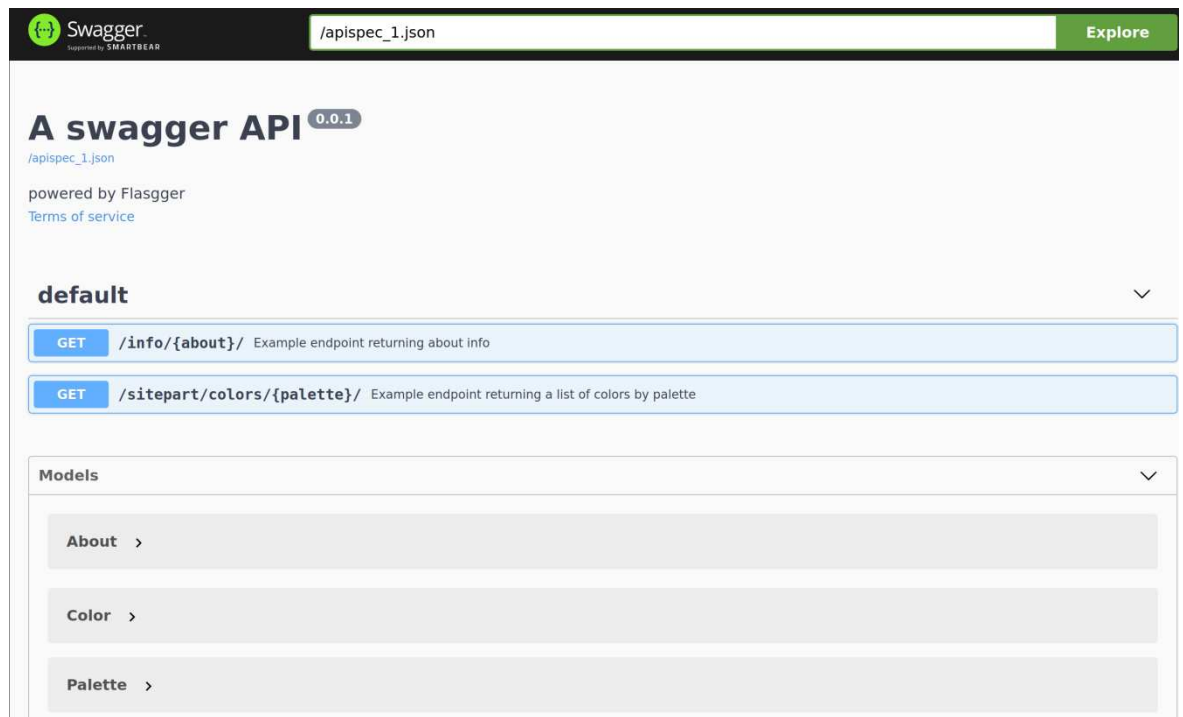 {···} Swagger.
Supported by SMARTBEAR
/apispec_1.json
Explore
A swagger API 0.0.1
/apispec_1.json
powered by Flasgger
Terms of service
default
GET /info/{about}/ Example endpoint returning about info
GET /sitepart/colors/{palette}/ Example endpoint returning a list of colors by palette
Models
About
Color
Palette